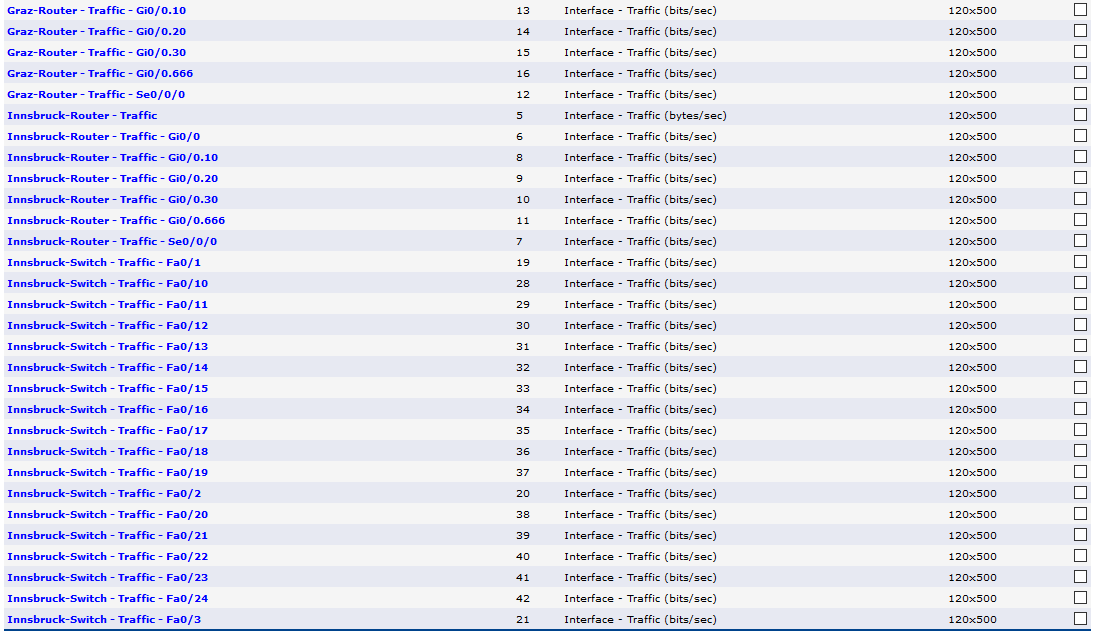 Graz-Router - Traffic - Gi0/0.10 13 Interface - Traffic (bits/sec) 120x500
Graz-Router - Traffic - Gi0/0.20 14 Interface - Traffic (bits/sec) 120x500
Graz-Router - Traffic - Gi0/0.30 15 Interface - Traffic (bits/sec) 120x500
Graz-Router - Traffic - Gi0/0.666 16 Interface - Traffic (bits/sec) 120x500
Graz-Router - Traffic - Se0/0/0 12 Interface - Traffic (bits/sec) 120x500
Innsbruck-Router - Traffic 5 Interface - Traffic (bytes/sec) 120x500
Innsbruck-Router - Traffic - Gi0/0 6 Interface - Traffic (bits/sec) 120x500
Innsbruck-Router - Traffic - Gi0/0.10 8 Interface - Traffic (bits/sec) 120x500
Innsbruck-Router - Traffic - Gi0/0.20 9 Interface - Traffic (bits/sec) 120x500
Innsbruck-Router - Traffic - Gi0/0.30 10 Interface - Traffic (bits/sec) 120x500
Innsbruck-Router - Traffic - Gi0/0.666 11 Interface - Traffic (bits/sec) 120x500
Innsbruck-Router - Traffic - Se0/0/0 7 Interface - Traffic (bits/sec) 120x500
Innsbruck-Switch - Traffic - Fa0/1 19 Interface - Traffic (bits/sec) 120x500
Innsbruck-Switch - Traffic - Fa0/10 28 Interface - Traffic (bits/sec) 120x500
Innsbruck-Switch - Traffic - Fa0/11 29 Interface - Traffic (bits/sec) 120x500
Innsbruck-Switch - Traffic - Fa0/12 30 Interface - Traffic (bits/sec) 120x500
Innsbruck-Switch - Traffic - Fa0/13 31 Interface - Traffic (bits/sec) 120x500
Innsbruck-Switch - Traffic - Fa0/14 32 Interface - Traffic (bits/sec) 120x500
Innsbruck-Switch - Traffic - Fa0/15 33 Interface - Traffic (bits/sec) 120x500
Innsbruck-Switch - Traffic - Fa0/16 34 Interface - Traffic (bits/sec) 120x500
Innsbruck-Switch - Traffic - Fa0/17 35 Interface - Traffic (bits/sec) 120x500
Innsbruck-Switch - Traffic - Fa0/18 36 Interface - Traffic (bits/sec) 120x500
Innsbruck-Switch - Traffic - Fa0/19 37 Interface - Traffic (bits/sec) 120x500
Innsbruck-Switch - Traffic - Fa0/2 20 Interface - Traffic (bits/sec) 120x500
Innsbruck-Switch - Traffic - Fa0/20 38 Interface - Traffic (bits/sec) 120x500
Innsbruck-Switch - Traffic - Fa0/21 39 Interface - Traffic (bits/sec) 120x500
Innsbruck-Switch - Traffic - Fa0/22 40 Interface - Traffic (bits/sec) 120x500
Innsbruck-Switch - Traffic - Fa0/23 41 Interface - Traffic (bits/sec) 120x500
Innsbruck-Switch - Traffic - Fa0/24 42 Interface - Traffic (bits/sec) 120x500
Innsbruck-Switch - Traffic - Fa0/3 21 Interface - Traffic (bits/sec) 120x500